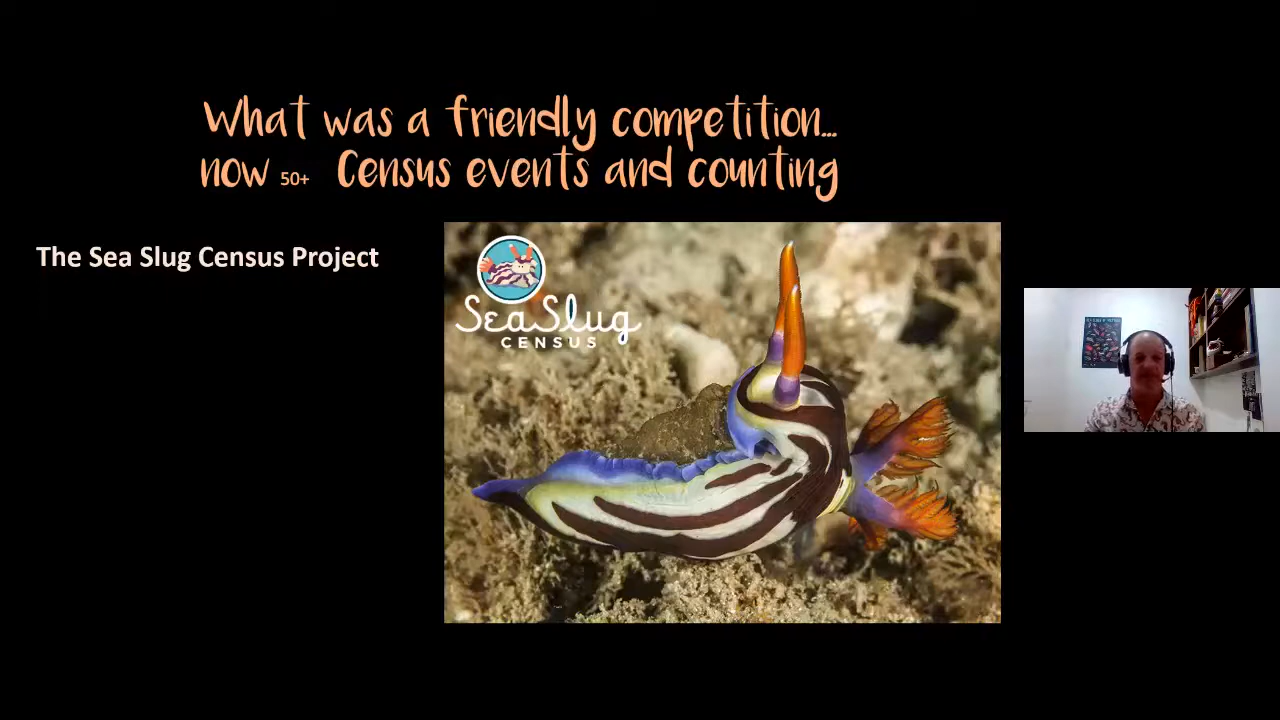 What was a friendly competition...
now 50+ Census events and counting
The Sea Slug Census Project
SeaSlug
CENSUS